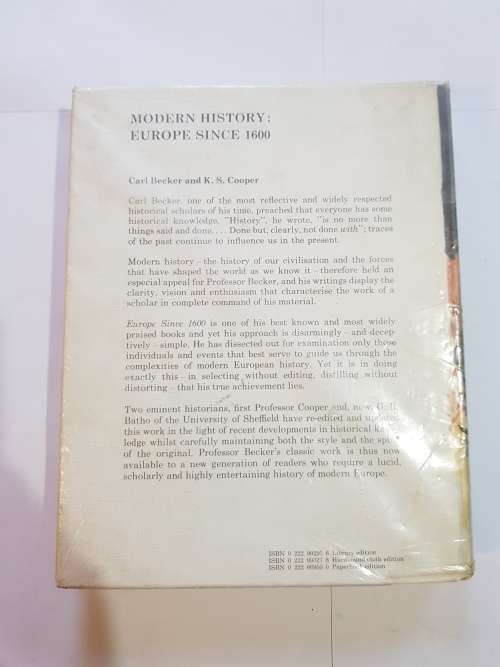 MODERN HISTORY:
EUROPE SINCE 1600
Carl Becker and K. S. Cooper
Carl Becker, one of the most reflective and widely respected
historical scholars of his time, preached that everyone has some
historical knowledge. "History", he wrote, "is no more than
things said and done. . . . Done but, clearly, not done with"; traces
of the past continue to influence us in the present.
Modern history - the history of our civilisation and the forces
that have shaped the world as we know it - therefore held an
especial appeal for Professor Becker, and his writings display the
clarity, vision and enthusiasm that characterise the work of a
scholar in complete command of his material.
Europe Since 1600 is one of his best known and most widely
praised books and yet his approach is disarmingly - and decep-
tively - simple. He has dissected out for examination only those
individuals and events that best serve to guide us through the
complexities of modern European history. Yet it is in doing
exactly this - in selecting without editing, distilling without
distorting - that his true achievement lies.
Two eminent historians, first Professor Cooper and, now,
Batho of the University of Sheffield have re-edited and updated
this work in the light of recent developments in historical know-
ledge whilst carefully maintaining both the style and the spirit
of the original. Professor Becker's classic work is thus now
available to a new generation of readers who require a lucid,
scholarly and highly entertaining history of modern Europe.
ISBN 0 222 Library edition
ISBN 0 222 cloth edition
ISBN 0 222 Paperback edition